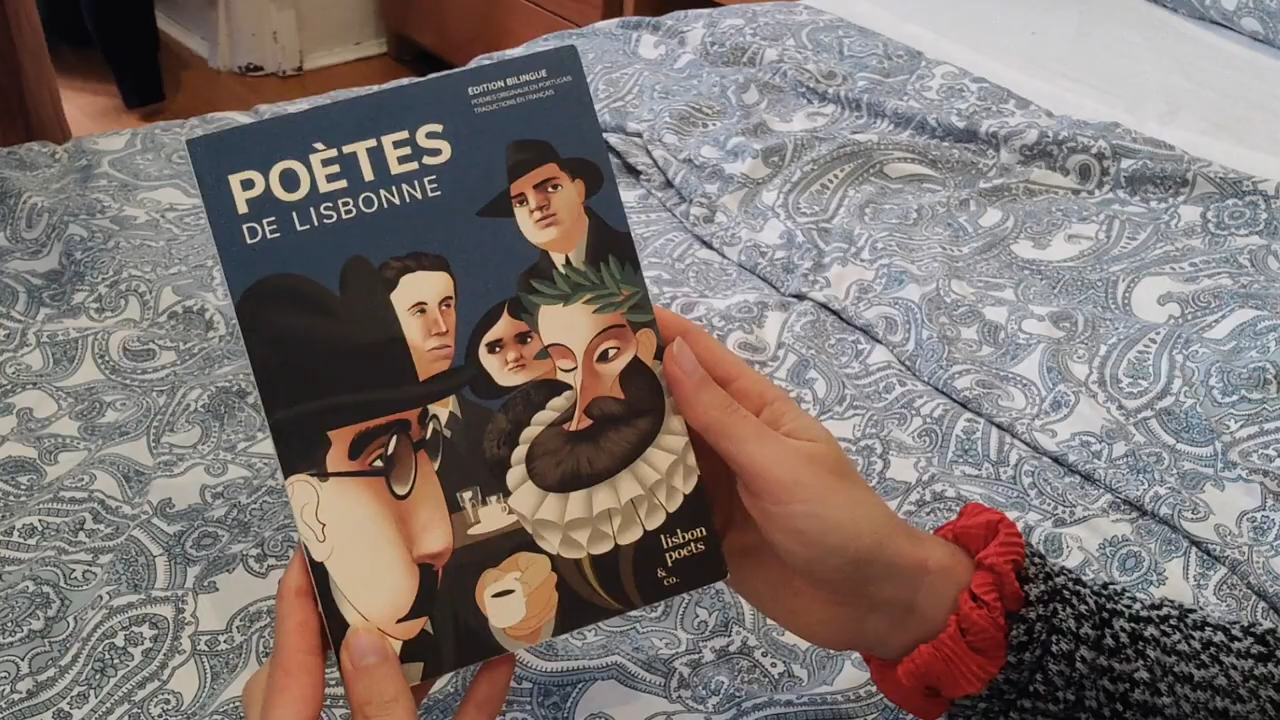 ÉDITION BILINGUE
POÈMES ORIGINAUX EN PORTUGAIS
TRADUCTIONS EN FRANÇAIS
POÈTES
DE LISBONNE
lisbon
poets
& co.